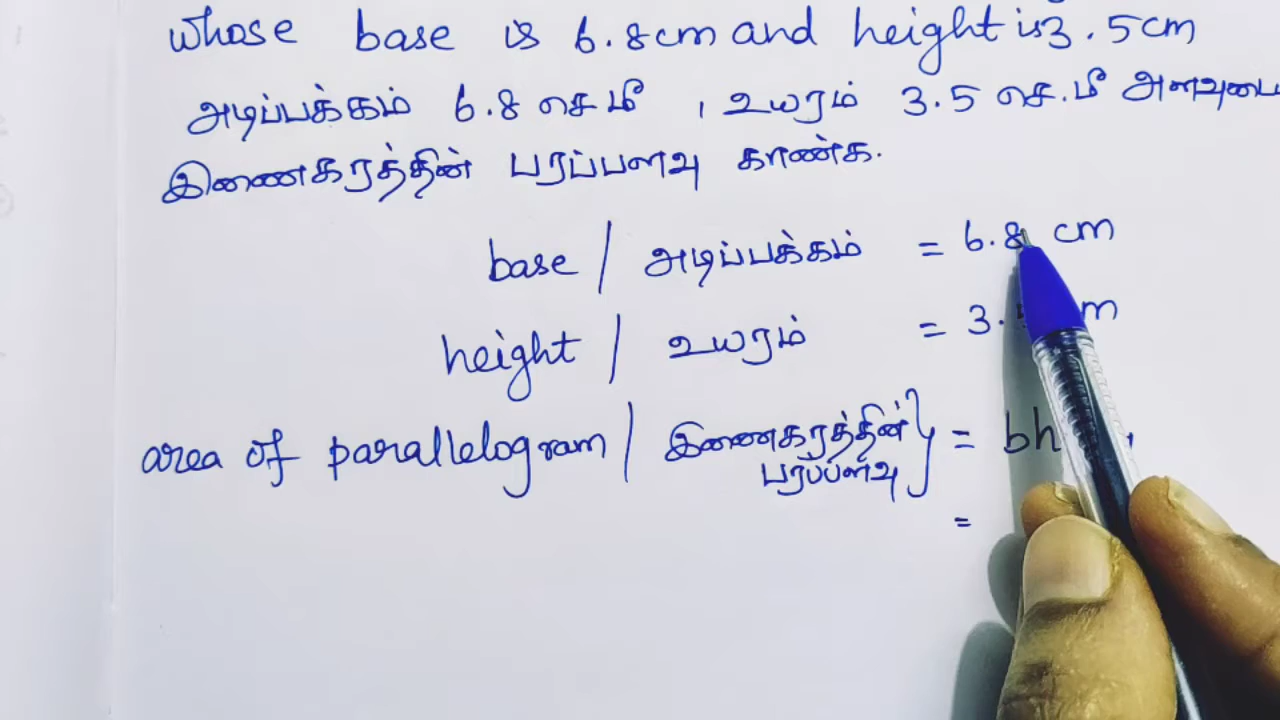 whose base is 6.8cm and height is 3.5cm
அடிப்பக்கம் 6.8 செ மீ , உயரம் 3.5 செ.மீ
இணைகரத்தின் பரப்பளவு காண்க.
base / அடிப்பக்கம் = 6.8 cm
height / உயரம் = 3.
area of parallelogram / இணைகரத்தின் } = bh
பரப்பளவு
=